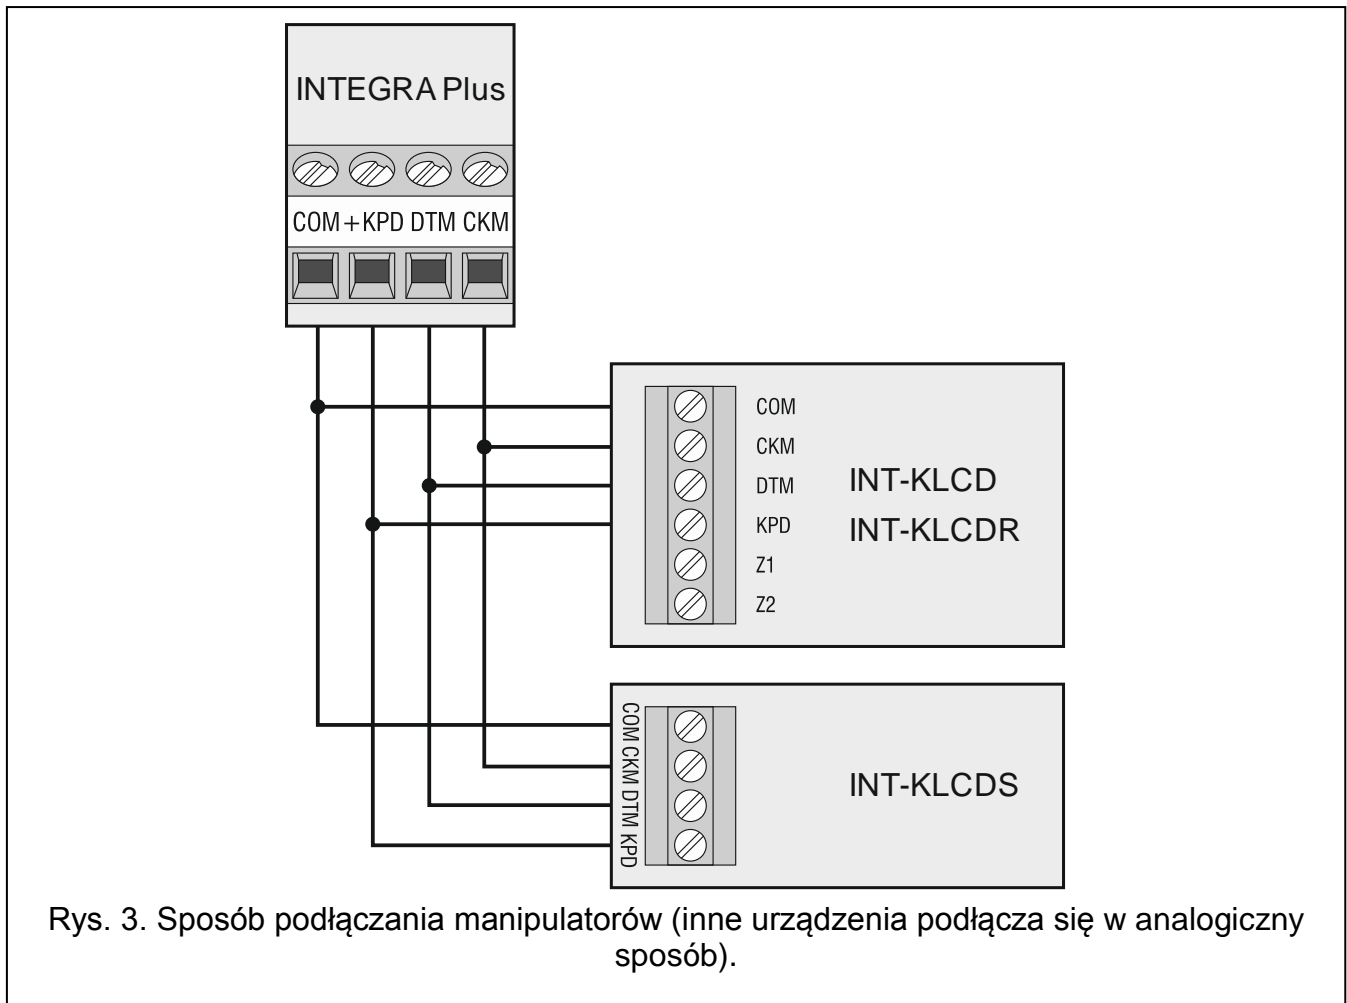 INTEGRA Plus
COM +KPD DTM CKM
COM
CKM
DTM
KPD
Z1
Z2
INT-KLCD
INT-KLCDR
COM CKM DTM KPD
INT-KLCDS
Rys. 3. Sposób podłączania manipulatorów (inne urządzenia podłącza się w analogiczny
sposób).